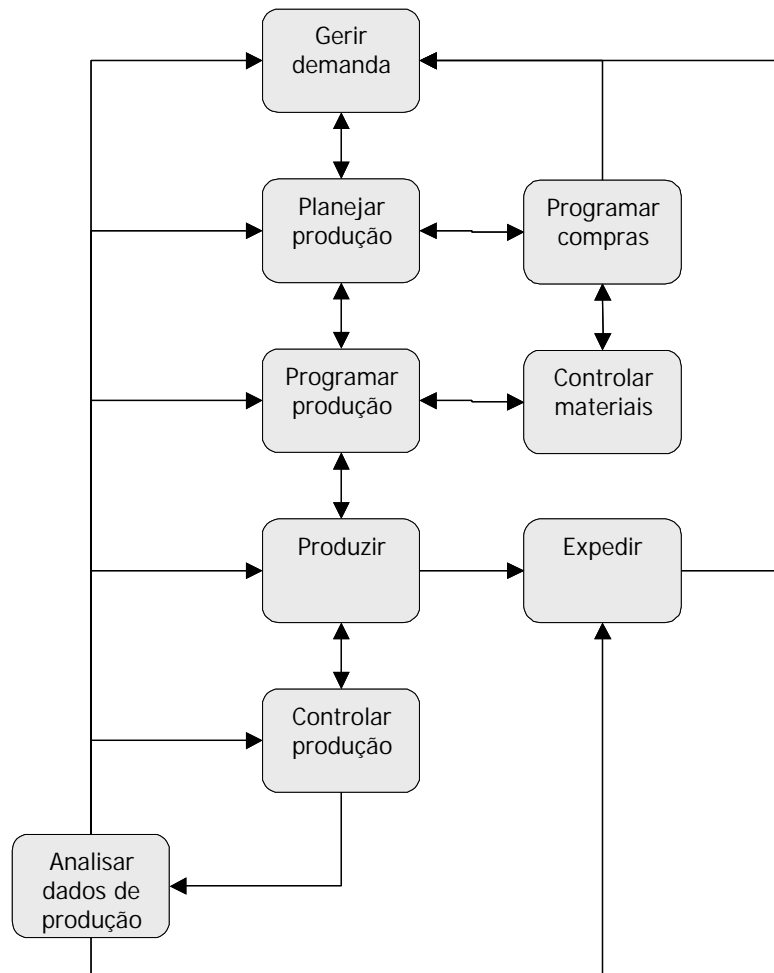 Gerir
demanda
Planejar
produção
Programar
compras
Programar
produção
Controlar
materiais
Produzir
Expedir
Controlar
produção
Analisar
dados de
produção